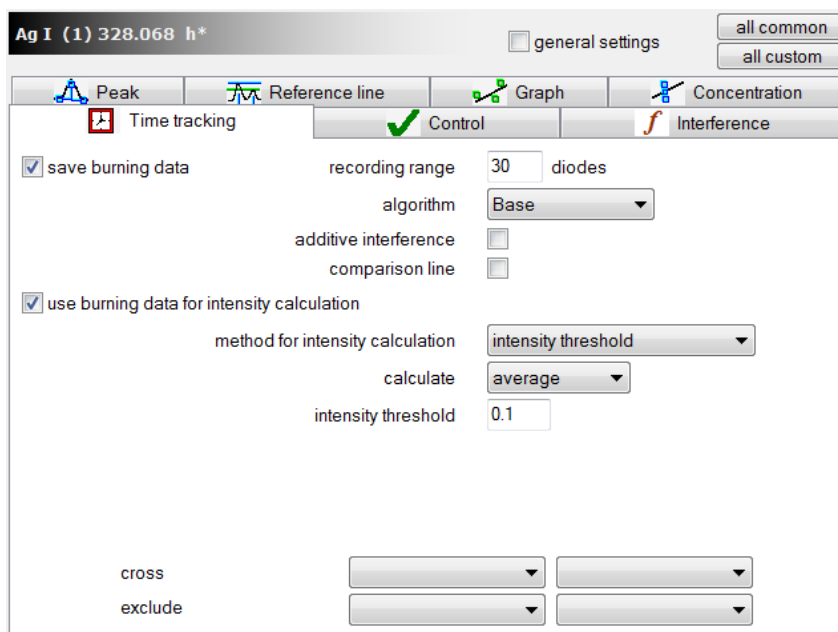 Ag I (1) 328.068 h*
general settings
all common
all custom
Peak
Reference line
Graph
Concentration
Time tracking
Control
Interference
save burning data
recording range 30 diodes
algorithm Base
additive interference
comparison line
use burning data for intensity calculation
method for intensity calculation intensity threshold
calculate average
intensity threshold 0.1
cross
exclude